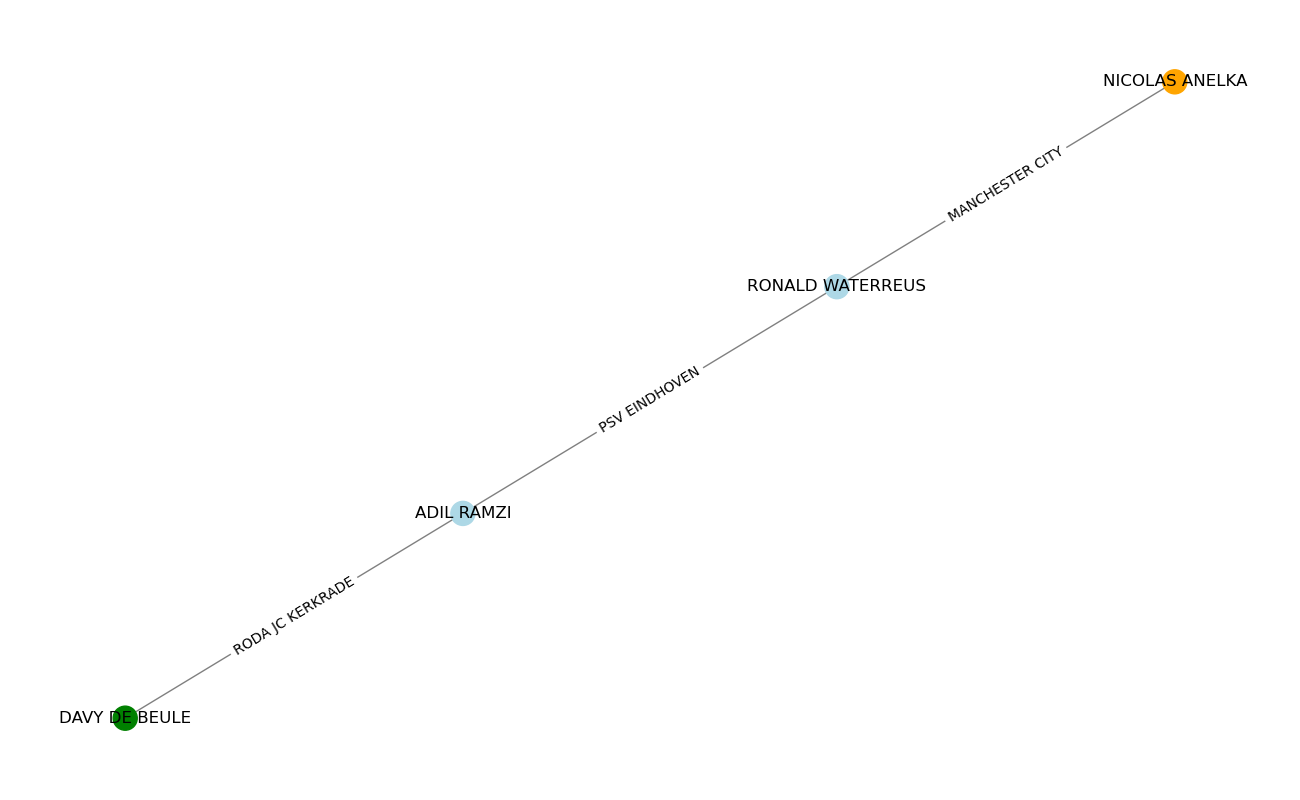 NICOLAS ANELKA
MANCHESTER CITY
RONALD WATERREUS
PSV EINDHOVEN
ADIL RAMZI
RODA JC KERKRADE
DAVY DE BEULE